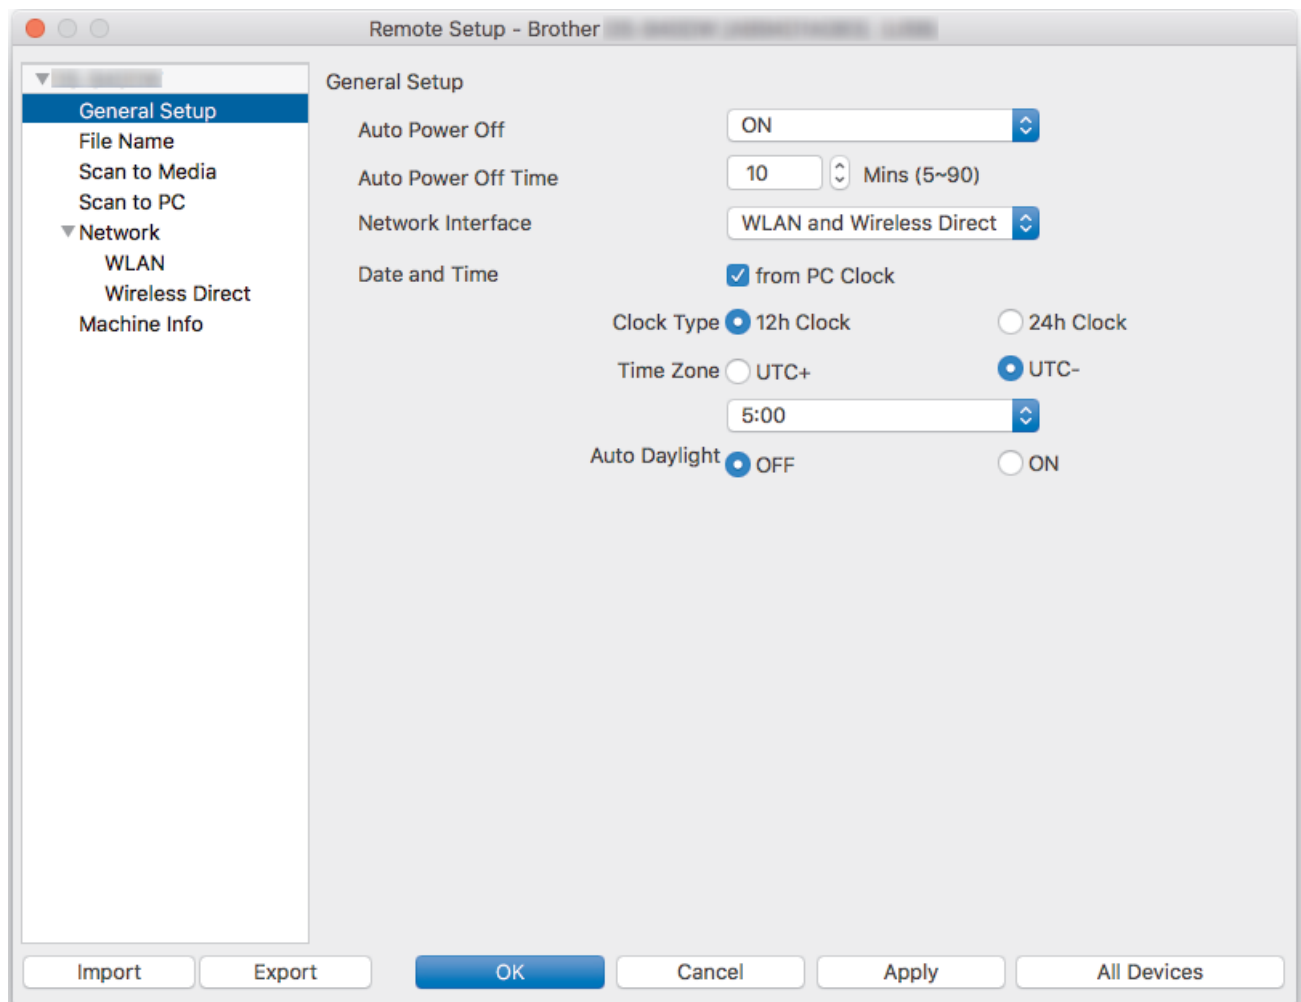 Remote Setup - Brother
General Setup
File Name
Scan to Media
Scan to PC
Network
WLAN
Wireless Direct
Machine Info
General Setup
Auto Power Off ON
Auto Power Off Time 10 Mins (5~90)
Network Interface WLAN and Wireless Direct
Date and Time from PC Clock
Clock Type 12h Clock 24h Clock
Time Zone UTC+ UTC-
5:00
Auto Daylight OFF ON
Import Export OK Cancel Apply All Devices